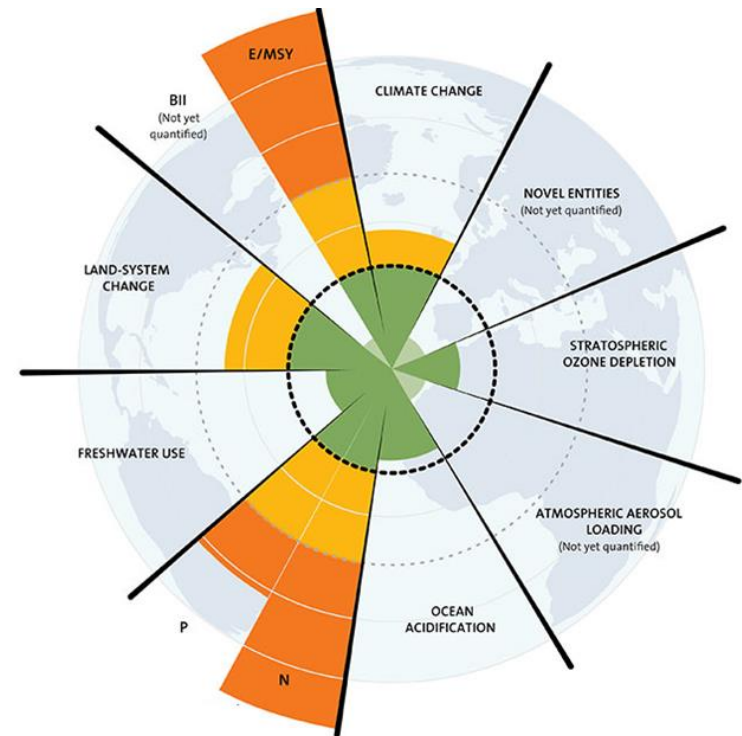 E/MSY
BII
(Not yet
quantified)
CLIMATE CHANGE
NOVEL ENTITIES
(Not yet quantified)
LAND-SYSTEM
CHANGE
STRATOSPHERIC
OZONE DEPLETION
FRESHWATER USE
ATMOSPHERIC AEROSOL
LOADING
(Not yet quantified)
OCEAN
ACIDIFICATION
P
N